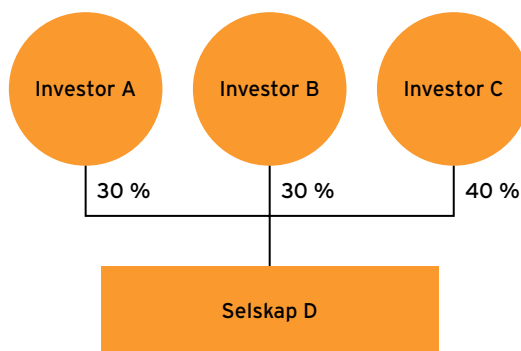 Investor A
Investor B
Investor C
30 %
30 %
40 %
Selskap D